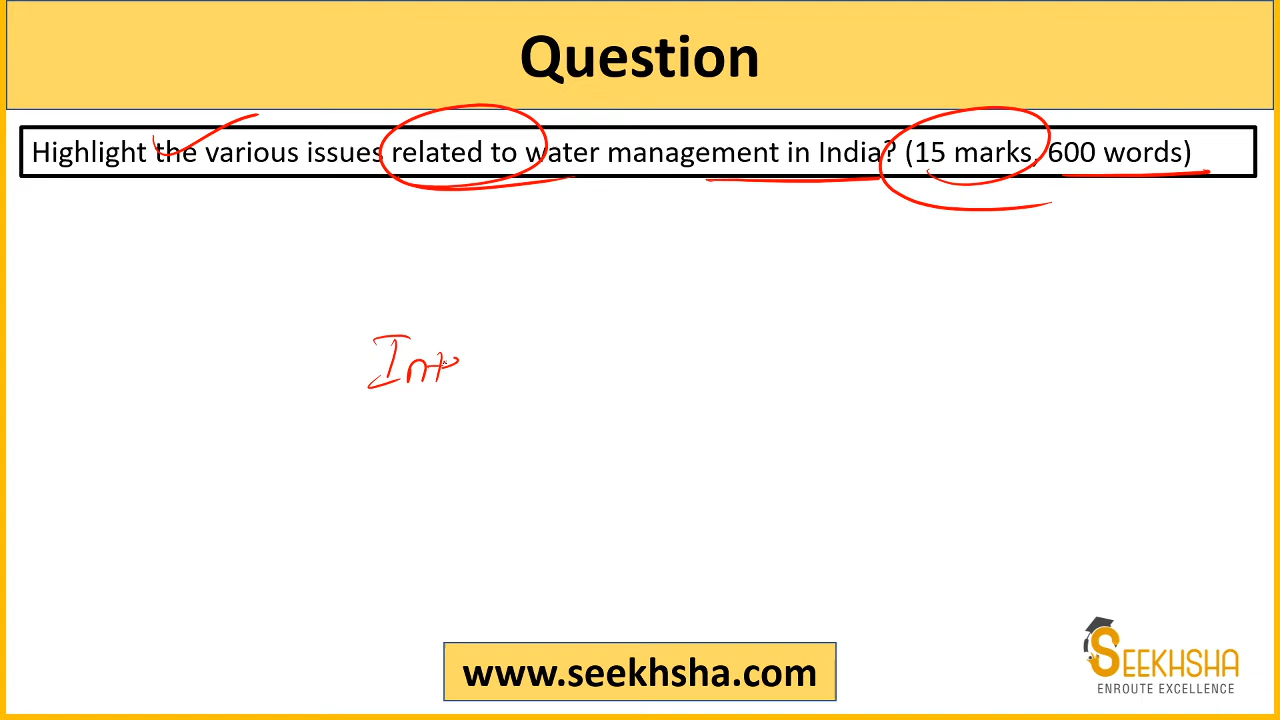 Question
Highlight the various issues related to water management in India? (15 marks, 600 words)
Int
www.seekhsha.com
SEEKHSHA
ENROUTE EXCELLENCE